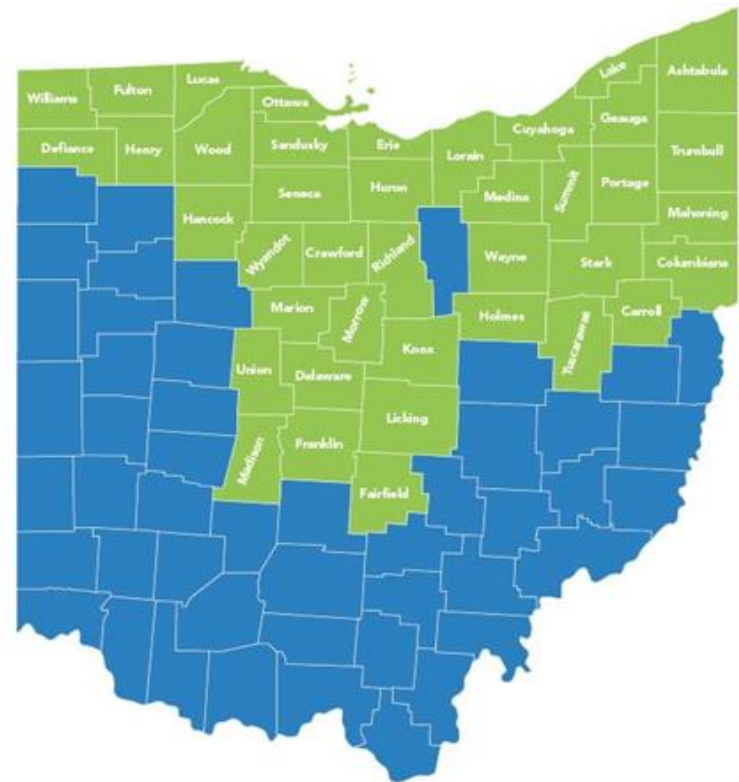 Lake
Ashtabula
Lucas
Fulton
Williams
Ottawa
Geauga
Cuyahoga
Erie
Sandusky
Defiance
Henry
Wood
Lorain
Trumbull
Summit
Portage
Huron
Seneca
Medina
Mahoning
Hancock
Wyandot
Crawford
Richland
Wayne
Stark
Columbiana
Marion
Morrow
Holmes
Carroll
Tuscarawas
Knox
Union
Delaware
Licking
Franklin
Madison
Fairfield